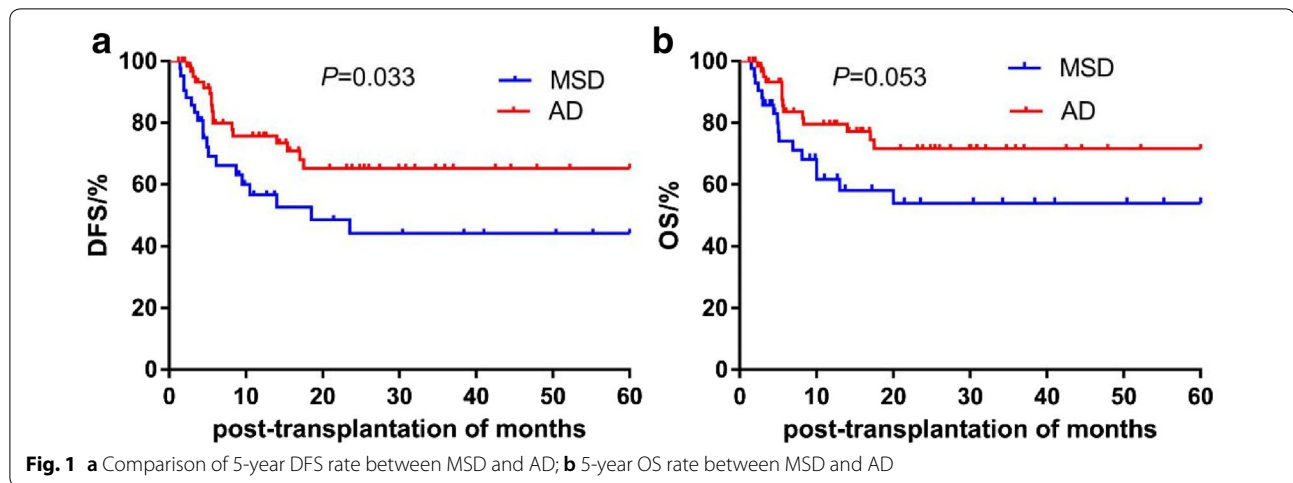 a
P=0.033
MSD
AD
DFS/%
100
80
60
40
20
0
0 10 20 30 40 50 60
post-transplantation of months
b
P=0.053
MSD
AD
OS/%
100
80
60
40
20
0
0 10 20 30 40 50 60
post-transplantation of months
Fig. 1 a Comparison of 5-year DFS rate between MSD and AD; b 5-year OS rate between MSD and AD